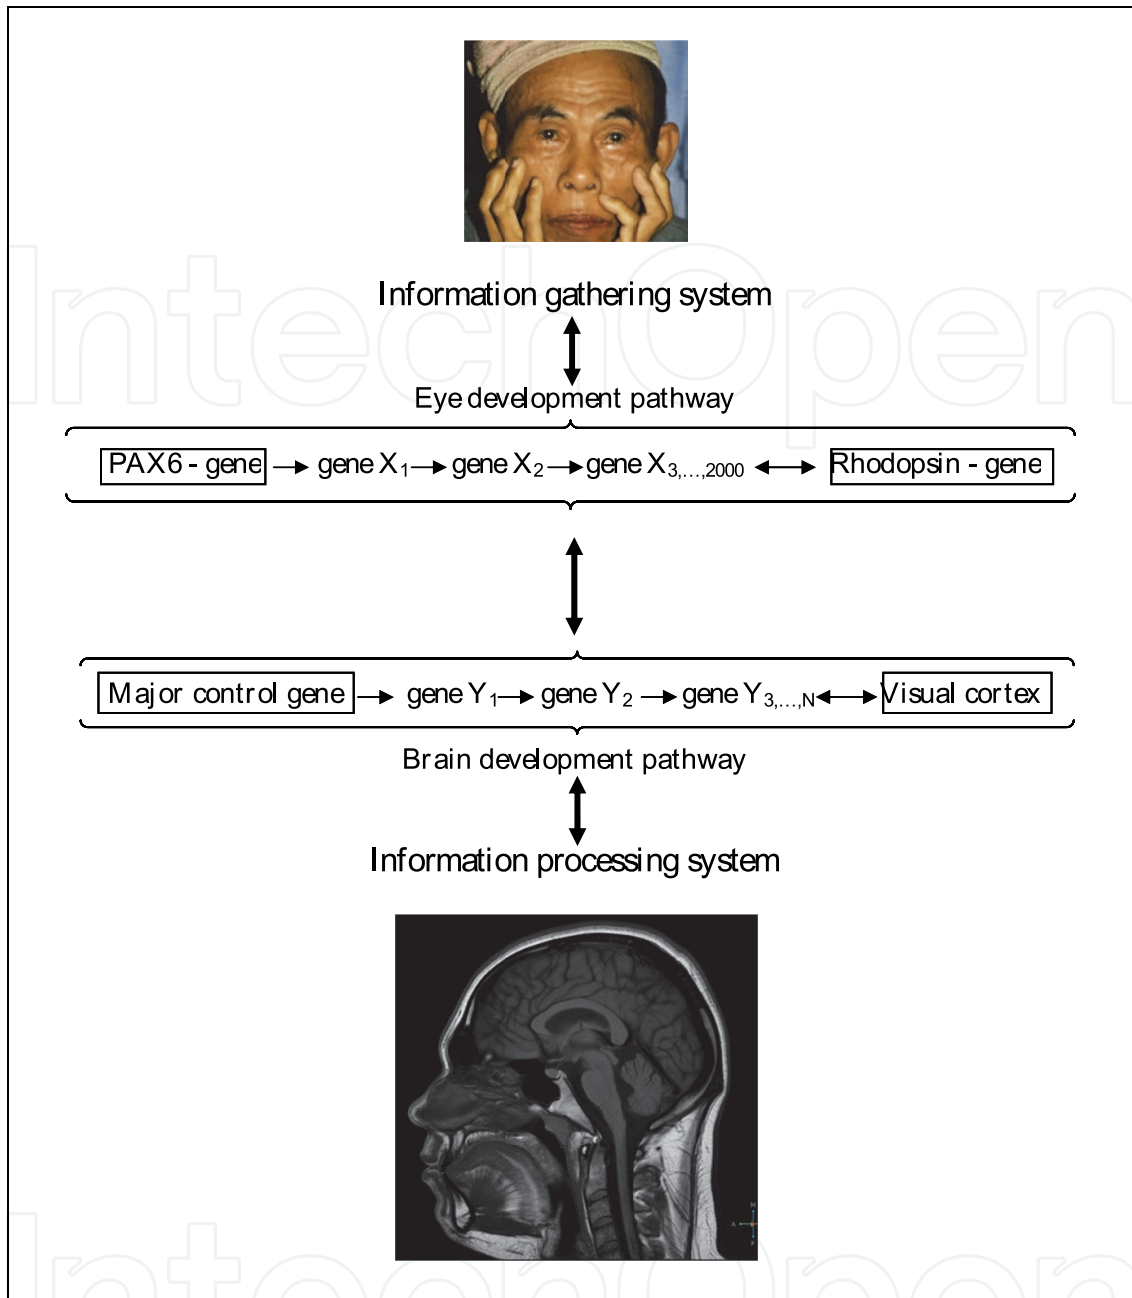 Information gathering system
Eye development pathway
PAX6 - gene → gene X₁ → gene X₂ → gene X₃,...,₂₀₀₀ ↔ Rhodopsin - gene
Major control gene → gene Y₁ → gene Y₂ → gene Y₃,...,N ↔ Visual cortex
Brain development pathway
Information processing system
H
A
F
IntechOpen
IntechOpen